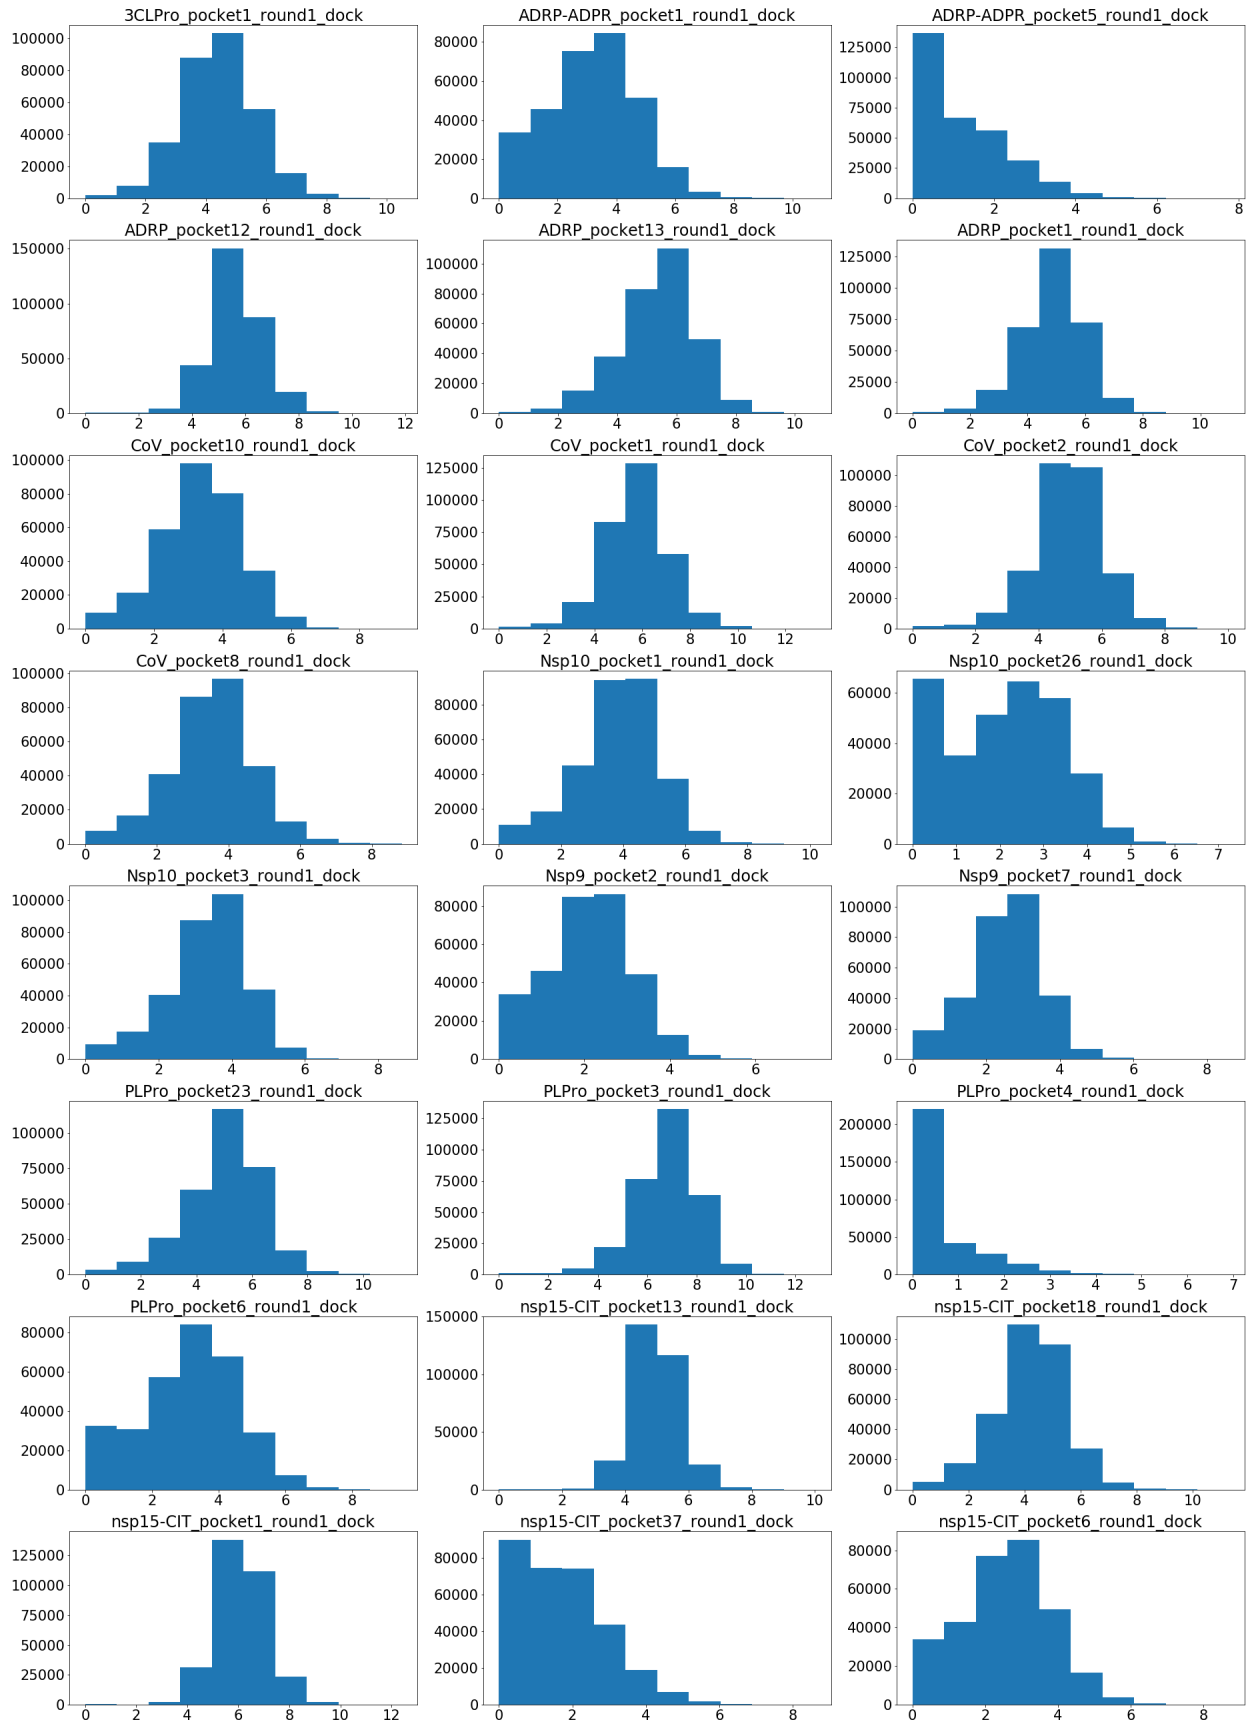 3CLPro_pocket1_round1_dock
100000
80000
60000
40000
20000
0
0 2 4 6 8 10
ADRP-ADPR_pocket1_round1_dock
80000
60000
40000
20000
0
0 2 4 6 8 10
ADRP-ADPR_pocket5_round1_dock
125000
100000
75000
50000
25000
0
0 2 4 6 8
ADRP_pocket12_round1_dock
150000
100000
50000
0
0 2 4 6 8 10 12
ADRP_pocket13_round1_dock
100000
80000
60000
40000
20000
0
0 2 4 6 8 10
ADRP_pocket1_round1_dock
125000
100000
75000
50000
25000
0
0 2 4 6 8 10
CoV_pocket10_round1_dock
100000
80000
60000
40000
20000
0
0 2 4 6 8
CoV_pocket1_round1_dock
125000
100000
75000
50000
25000
0
0 2 4 6 8 10 12
CoV_pocket2_round1_dock
100000
80000
60000
40000
20000
0
0 2 4 6 8 10
CoV_pocket8_round1_dock
100000
80000
60000
40000
20000
0
0 2 4 6 8
Nsp10_pocket1_round1_dock
80000
60000
40000
20000
0
0 2 4 6 8 10
Nsp10_pocket26_round1_dock
60000
40000
20000
0
0 1 2 3 4 5 6 7
Nsp10_pocket3_round1_dock
100000
80000
60000
40000
20000
0
0 2 4 6 8
Nsp9_pocket2_round1_dock
80000
60000
40000
20000
0
0 2 4 6
Nsp9_pocket7_round1_dock
100000
80000
60000
40000
20000
0
0 2 4 6 8
PLPro_pocket23_round1_dock
100000
75000
50000
25000
0
0 2 4 6 8 10
PLPro_pocket3_round1_dock
125000
100000
75000
50000
25000
0
0 2 4 6 8 10 12
PLPro_pocket4_round1_dock
200000
150000
100000
50000
0
0 1 2 3 4 5 6 7
PLPro_pocket6_round1_dock
80000
60000
40000
20000
0
0 2 4 6 8
nsp15-CIT_pocket13_round1_dock
150000
100000
50000
0
0 2 4 6 8 10
nsp15-CIT_pocket18_round1_dock
100000
80000
60000
40000
20000
0
0 2 4 6 8 10
nsp15-CIT_pocket1_round1_dock
125000
100000
75000
50000
25000
0
0 2 4 6 8 10 12
nsp15-CIT_pocket37_round1_dock
80000
60000
40000
20000
0
0 2 4 6 8
nsp15-CIT_pocket6_round1_dock
80000
60000
40000
20000
0
0 2 4 6 8